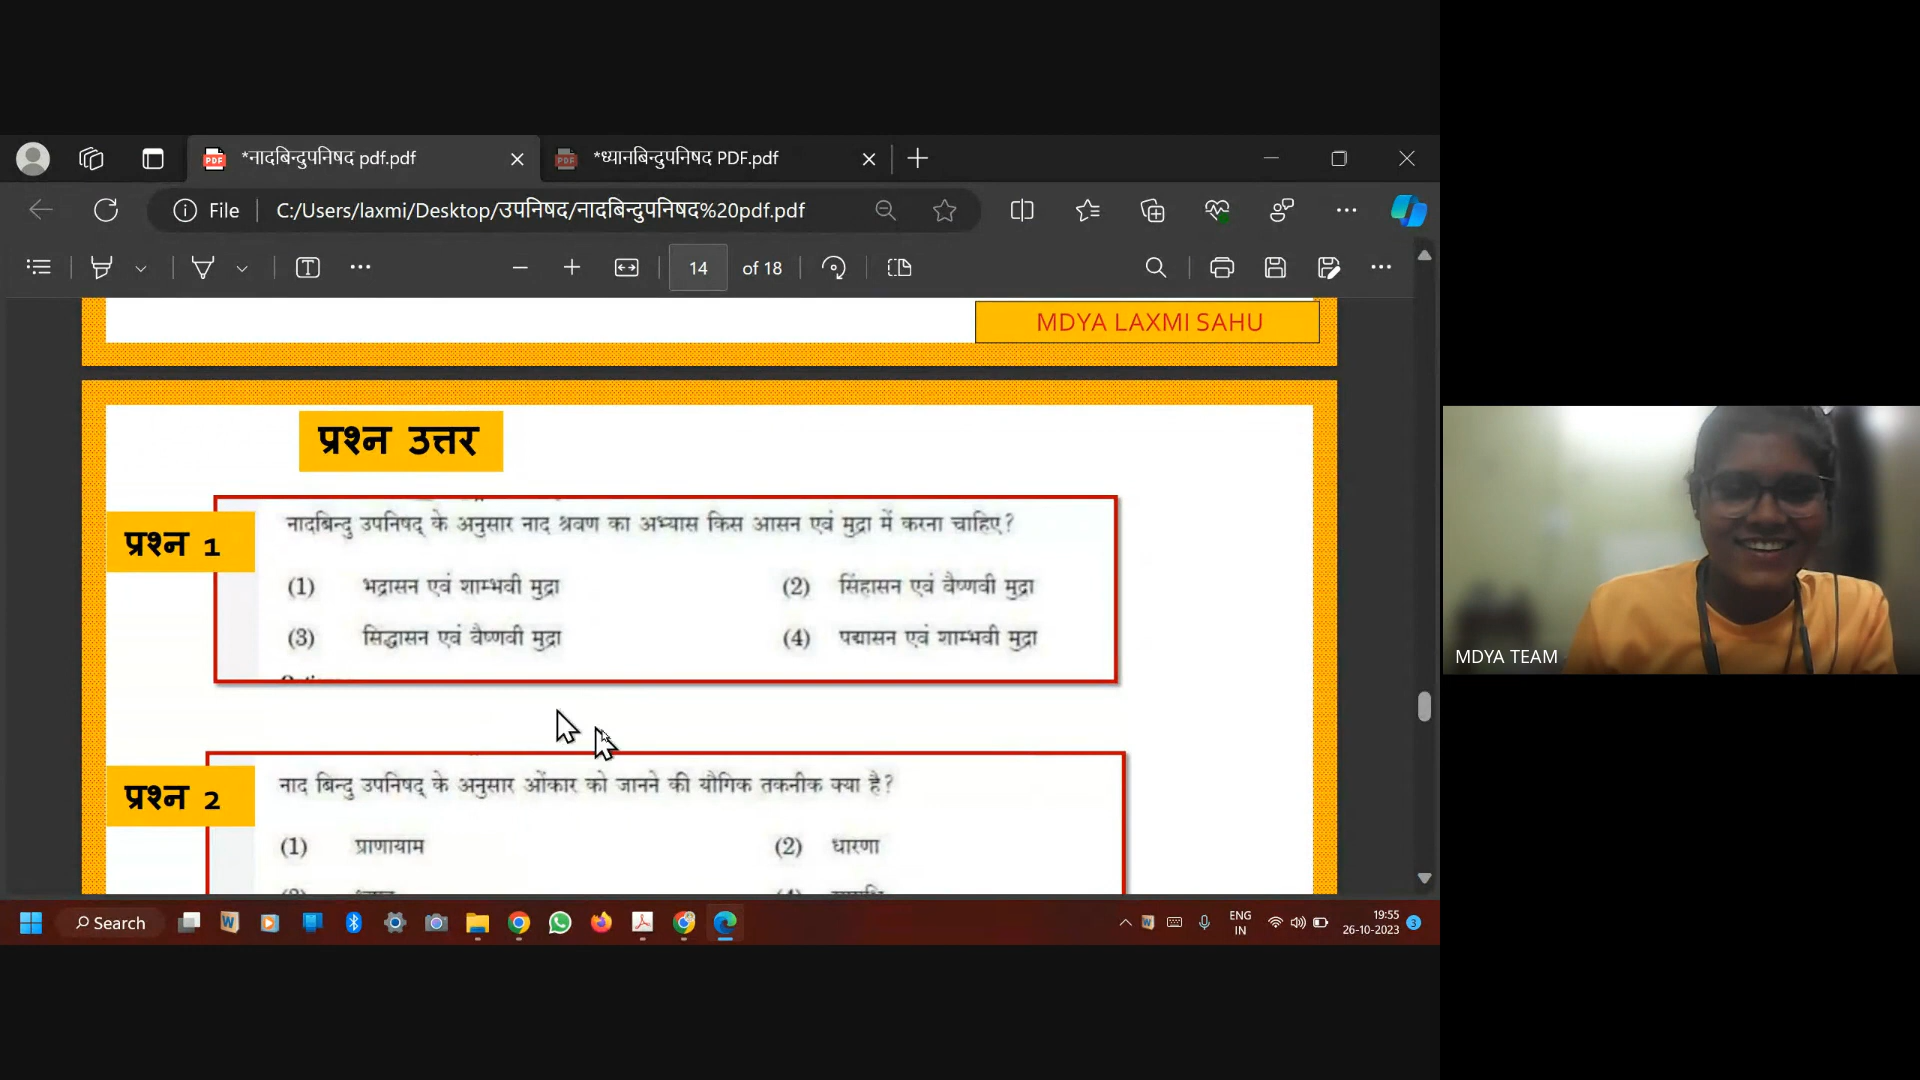 *नादबिन्दुपनिषद pdf.pdf
*ध्यानबिन्दुपनिषद PDF.pdf
File
C:/Users/laxmi/Desktop/उपनिषद/नादबिन्दुपनिषद%20pdf.pdf
14 of 18
MDYA LAXMI SAHU
प्रश्न उत्तर
प्रश्न 1
नादबिन्दु उपनिषद् के अनुसार नाद श्रवण का अभ्यास किस आसन एवं मुद्रा में करना चाहिए?
(1) भद्रासन एवं शाम्भवी मुद्रा (2) सिंहासन एवं वैष्णवी मुद्रा
(3) सिद्धासन एवं वैष्णवी मुद्रा (4) पद्मासन एवं शाम्भवी मुद्रा
प्रश्न 2
नाद बिन्दु उपनिषद् के अनुसार ओंकार को जानने की यौगिक तकनीक क्या है?
(1) प्राणायाम (2) धारणा
MDYA TEAM
Search
ENG
IN
19:55
26-10-2023
3